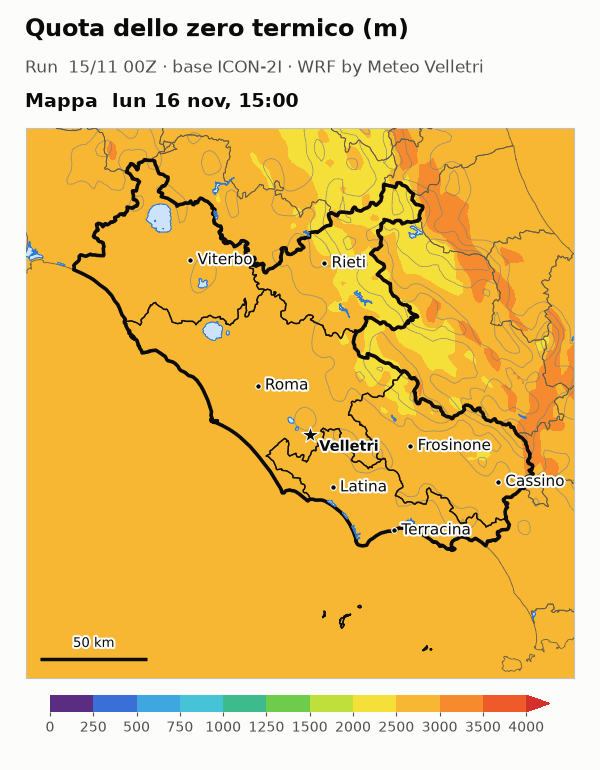 Quota dello zero termico (m)
Run 15/11 00Z · base ICON-2I · WRF by Meteo Velletri
Mappa lun 16 nov, 15:00
Viterbo
Rieti
Roma
Velletri
Frosinone
Cassino
Latina
Terracina
50 km
0 250 500 750 1000 1250 1500 2000 2500 3000 3500 4000